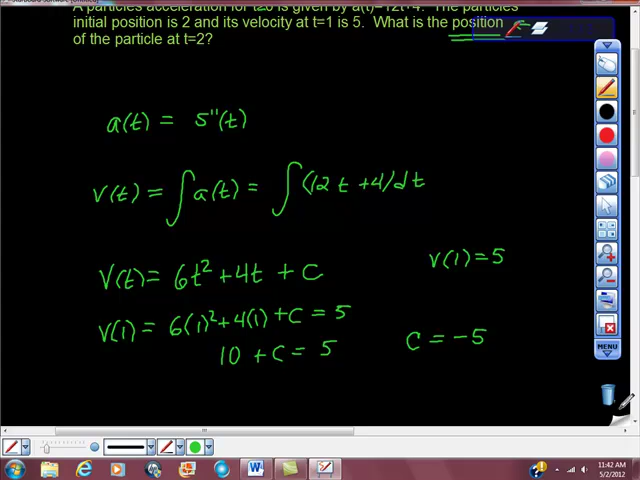 A particles acceleration for t≥0 is given by a(t)=12t+4. The particles
initial position is 2 and its velocity at t=1 is 5. What is the position
of the particle at t=2?
a(t) = s''(t)
v(t) = ∫a(t) = ∫(12t+4)dt
v(t) = 6t² + 4t + C
v(1) = 5
v(1) = 6(1)² + 4(1) + C = 5
10 + C = 5
C = -5
MENU
11:42 AM
5/2/2012